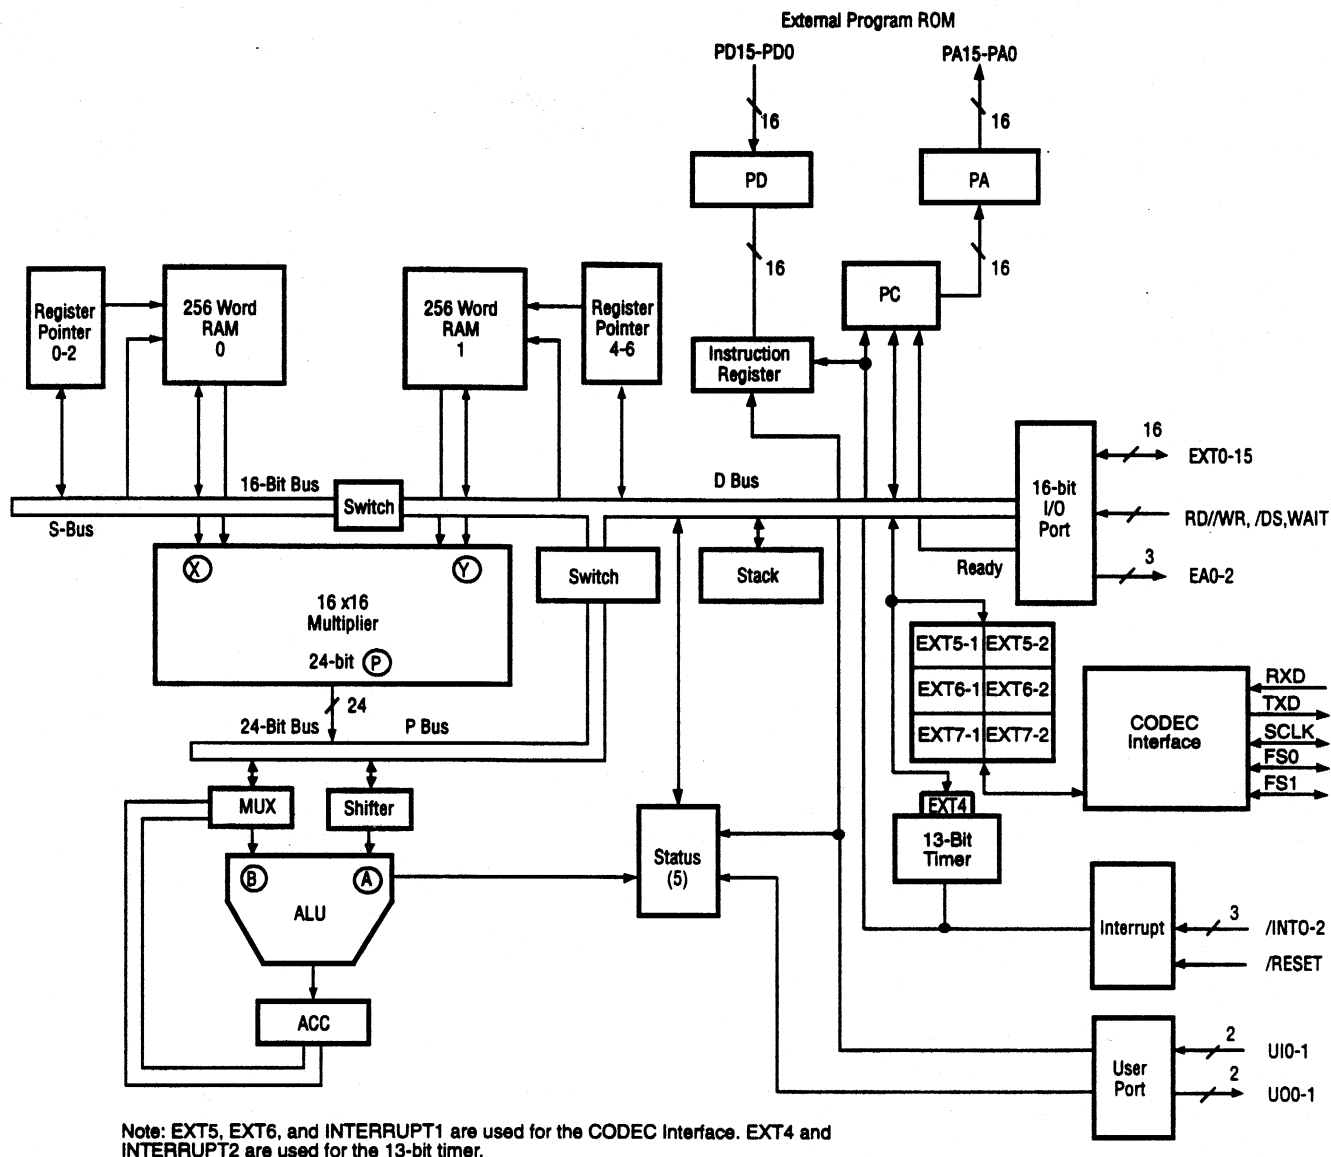 External Program ROM
PD15-PD0
PA15-PA0
16
16
PD
PA
16
16
PC
Register
Pointer
0-2
256 Word
RAM
0
256 Word
RAM
1
Register
Pointer
4-6
Instruction
Register
16-Bit Bus
Switch
D Bus
S-Bus
16-bit
I/O
Port
16
EXT0-15
RD//WR, /DS,WAIT
3
EA0-2
Ready
X
Y
16 x16
Multiplier
24-bit P
Switch
Stack
24
24-Bit Bus
P Bus
EXT5-1 EXT5-2
EXT6-1 EXT6-2
EXT7-1 EXT7-2
CODEC
Interface
RXD
TXD
SCLK
FS0
FS1
MUX
Shifter
EXT4
13-Bit
Timer
B
A
ALU
Status
(5)
Interrupt
3
/INTO-2
/RESET
ACC
User
Port
2
UI0-1
2
UO0-1
Note: EXT5, EXT6, and INTERRUPT1 are used for the CODEC Interface. EXT4 and
INTERRUPT2 are used for the 13-bit timer.